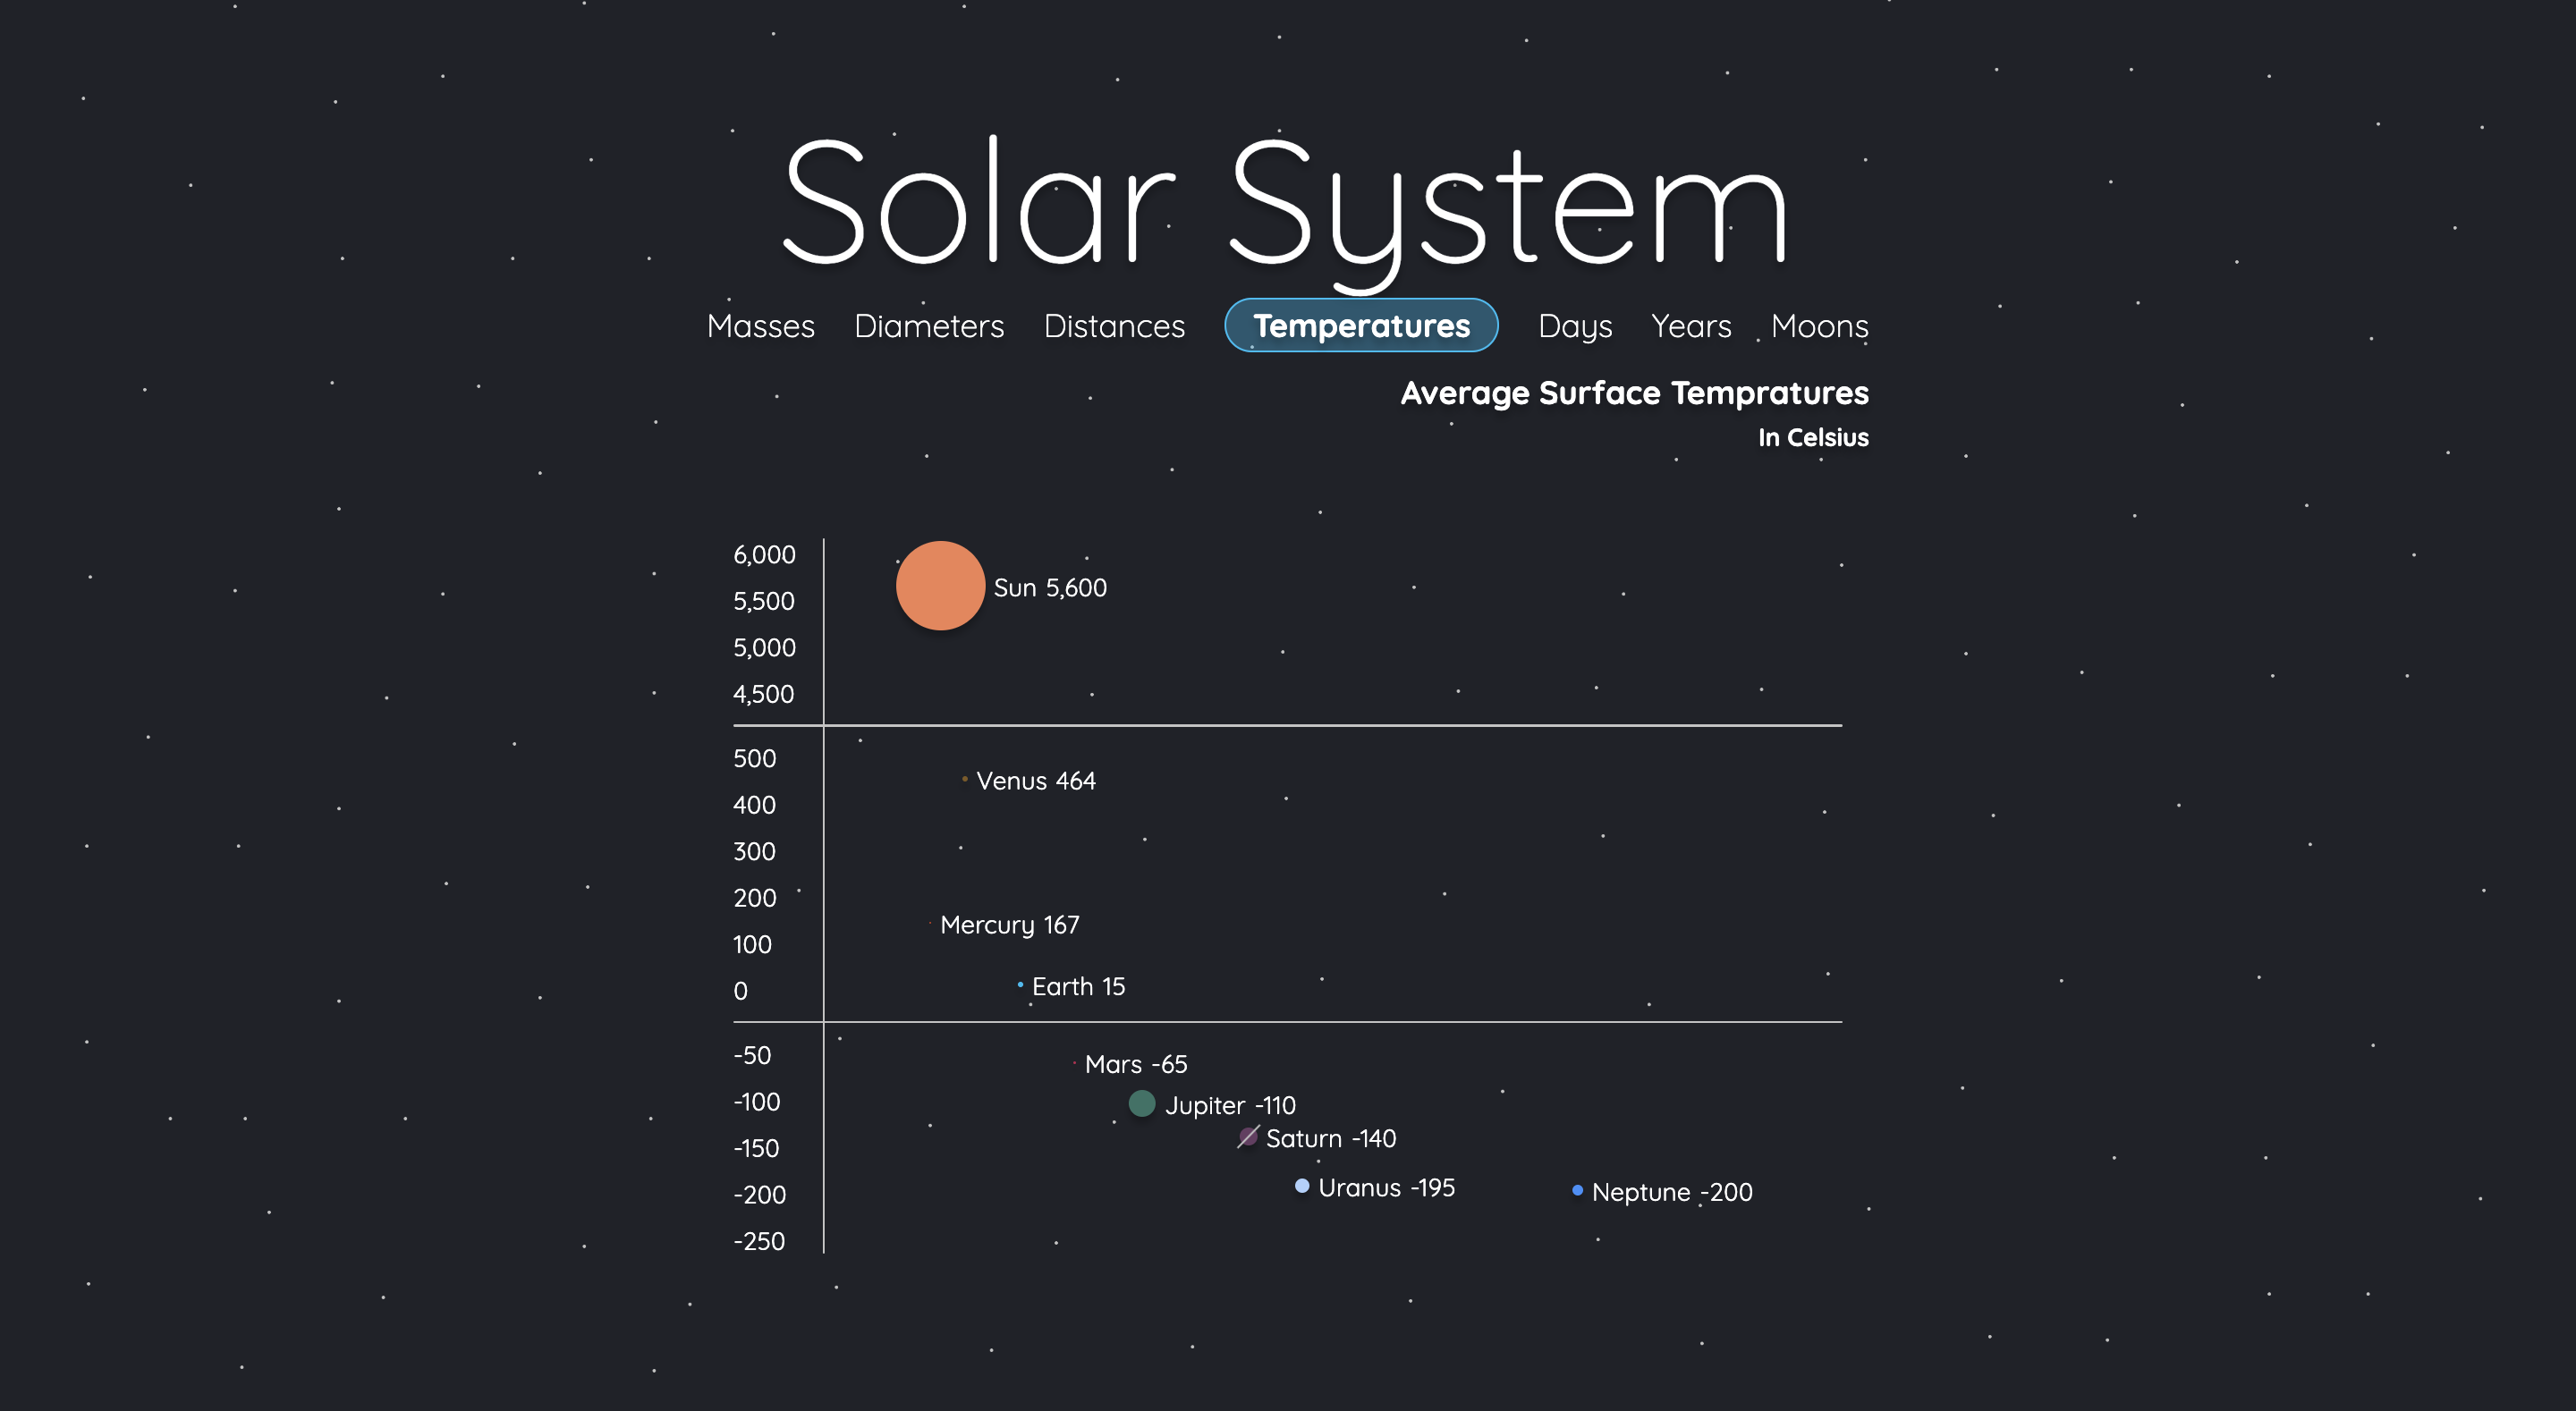 Solar System
Masses Diameters Distances Temperatures Days Years Moons
Average Surface Tempratures
In Celsius
6,000
Sun 5,600
5,500
5,000
4,500
500
Venus 464
400
300
200
Mercury 167
100
Earth 15
0
-50
Mars -65
-100
Jupiter -110
Saturn -140
-150
Uranus -195
Neptune -200
-200
-250